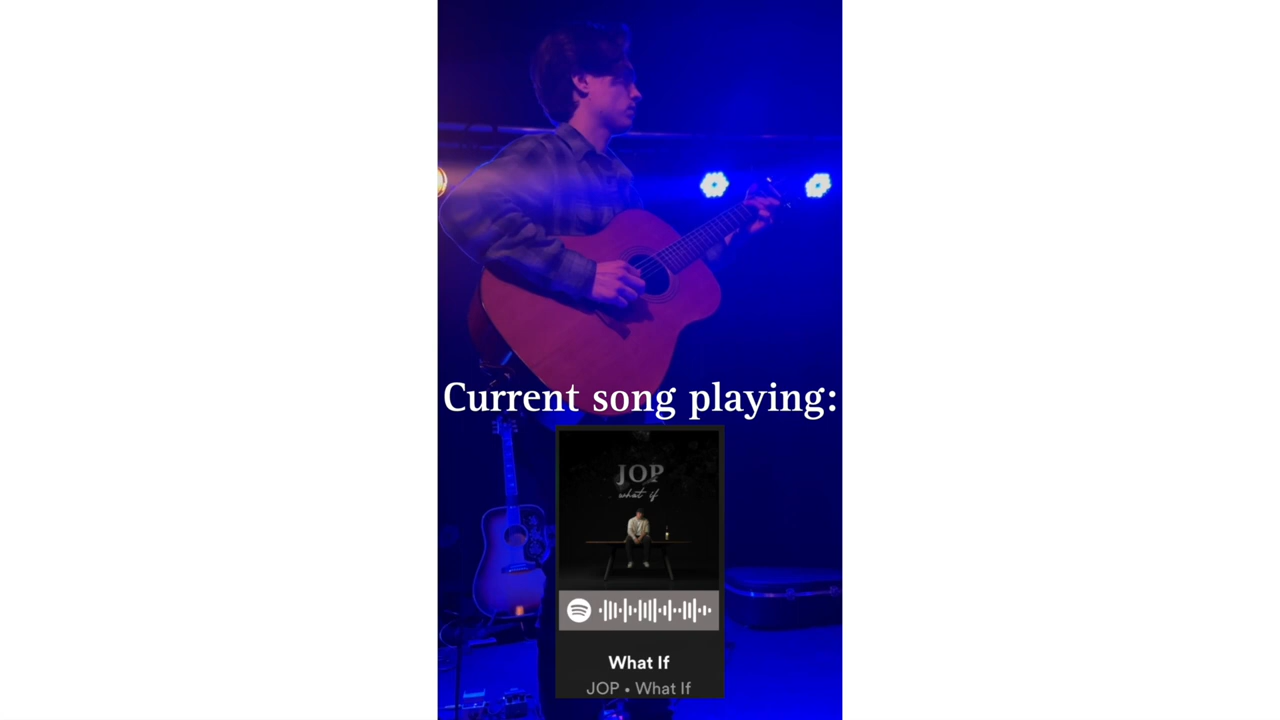 Current song playing:
JOP
what if
What If
JOP • What If